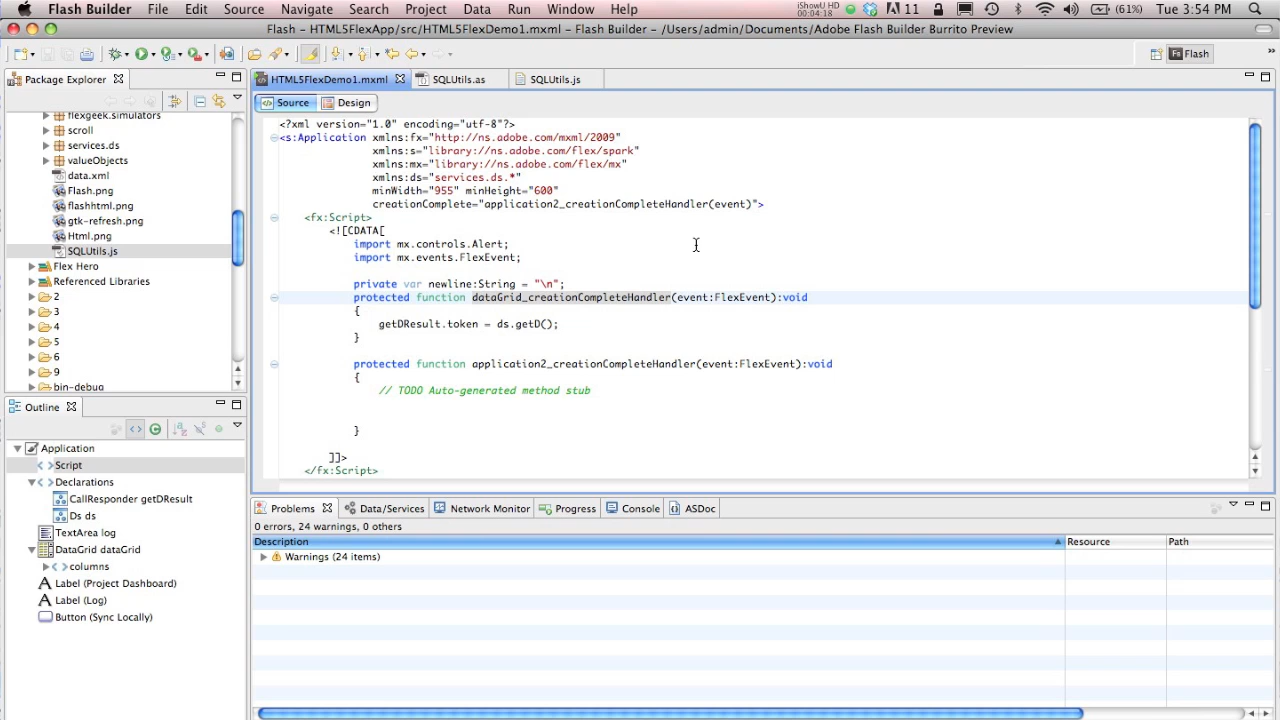 Flash Builder File Edit Source Navigate Search Project Data Run Window Help iShowU HD 00:04:18 11 (61%) Tue 3:54 PM
Flash - HTML5FlexApp/src/HTML5FlexDemo1.mxml - Flash Builder - /Users/admin/Documents/Adobe Flash Builder Burrito Preview
Fx Flash
Package Explorer
HTML5FlexDemo1.mxml SQLUtils.as SQLUtils.js
Source Design
flexgeek.simulators
scroll
services.ds
valueObjects
data.xml
Flash.png
flashhtml.png
gtk-refresh.png
Html.png
SQLUtils.js
Flex Hero
Referenced Libraries
2
3
4
5
6
9
bin-debug
<?xml version="1.0" encoding="utf-8"?>
<s:Application xmlns:fx="http://ns.adobe.com/mxml/2009"
xmlns:s="library://ns.adobe.com/flex/spark"
xmlns:mx="library://ns.adobe.com/flex/mx"
xmlns:ds="services.ds.*"
minWidth="955" minHeight="600"
creationComplete="application2_creationCompleteHandler(event)">
<fx:Script>
<![CDATA[
import mx.controls.Alert;
import mx.events.FlexEvent;
private var newline:String = "\n";
protected function dataGrid_creationCompleteHandler(event:FlexEvent):void
{
getDResult.token = ds.getD();
}
protected function application2_creationCompleteHandler(event:FlexEvent):void
{
// TODO Auto-generated method stub
}
]]>
</fx:Script>
Outline
Application
< > Script
< > Declarations
CallResponder getDResult
Ds ds
TextArea log
DataGrid dataGrid
< > columns
A Label (Project Dashboard)
A Label (Log)
Button (Sync Locally)
Problems Data/Services Network Monitor Progress Console ASDoc
0 errors, 24 warnings, 0 others
Description Resource Path
Warnings (24 items)